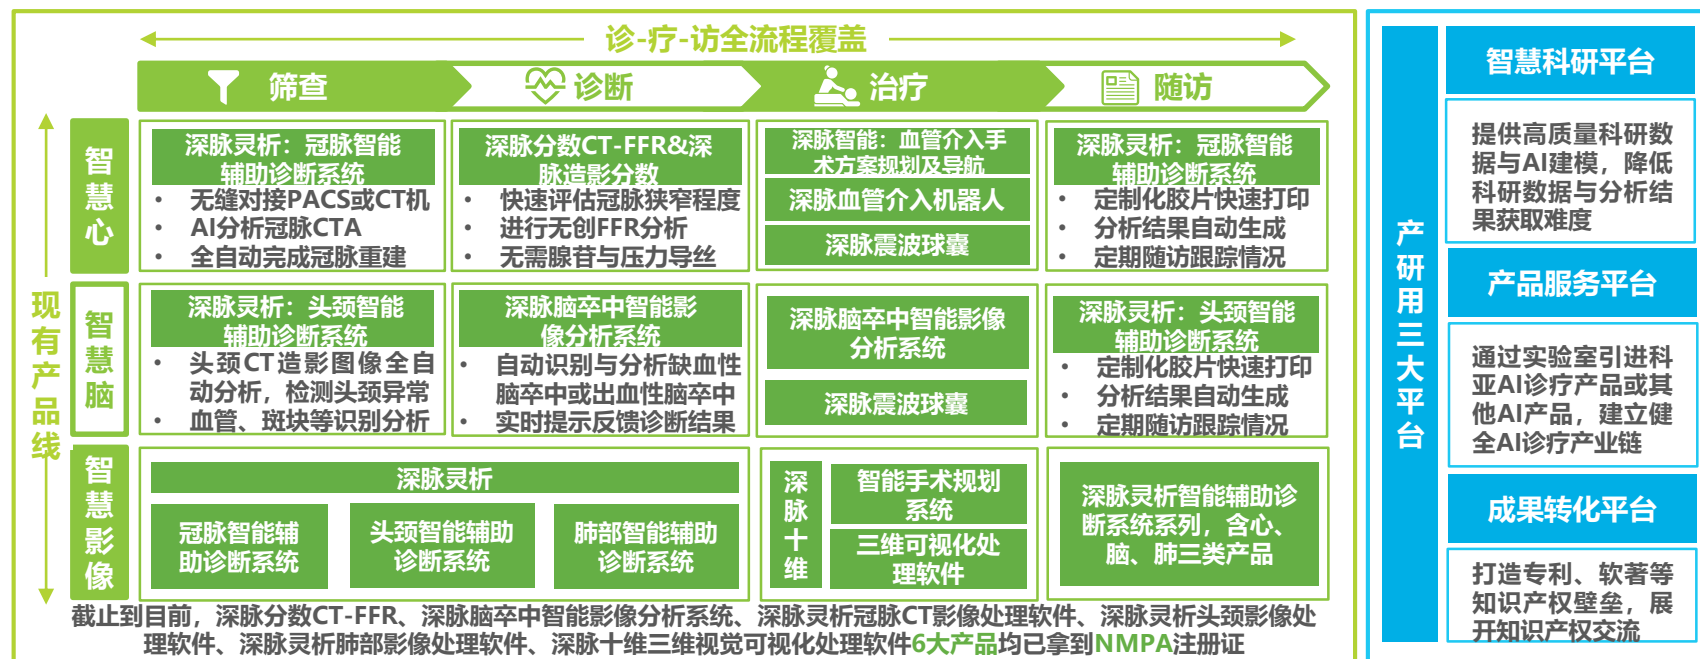 诊-疗-访全流程覆盖
筛查
诊断
治疗
随访
现有产品线
智慧心
深脉灵析：冠脉智能
辅助诊断系统
• 无缝对接PACS或CT机
• AI分析冠脉CTA
• 全自动完成冠脉重建
深脉分数CT-FFR&深
脉造影分数
• 快速评估冠脉狭窄程度
• 进行无创FFR分析
• 无需腺苷与压力导丝
深脉智能：血管介入手
术方案规划及导航
深脉血管介入机器人
深脉震波球囊
深脉灵析：冠脉智能
辅助诊断系统
• 定制化胶片快速打印
• 分析结果自动生成
• 定期随访跟踪情况
智慧脑
深脉灵析：头颈智能
辅助诊断系统
• 头颈CT造影图像全自
动分析，检测头颈异常
• 血管、斑块等识别分析
深脉脑卒中智能影
像分析系统
• 自动识别与分析缺血性
脑卒中或出血性脑卒中
• 实时提示反馈诊断结果
深脉脑卒中智能影像
分析系统
深脉震波球囊
深脉灵析：头颈智能
辅助诊断系统
• 定制化胶片快速打印
• 分析结果自动生成
• 定期随访跟踪情况
智慧影像
深脉灵析
冠脉智能辅
助诊断系统
头颈智能辅助
诊断系统
肺部智能辅助
诊断系统
深脉十维
智能手术规划
系统
三维可视化处
理软件
深脉灵析智能辅助诊
断系统系列，含心、
脑、肺三类产品
截止到目前，深脉分数CT-FFR、深脉脑卒中智能影像分析系统、深脉灵析冠脉CT影像处理软件、深脉灵析头颈影像处
理软件、深脉灵析肺部影像处理软件、深脉十维三维视觉可视化处理软件6大产品均已拿到NMPA注册证
产研用三大平台
智慧科研平台
提供高质量科研数
据与AI建模，降低
科研数据与分析结
果获取难度
产品服务平台
通过实验室引进科
亚AI诊疗产品或其
他AI产品，建立健
全AI诊疗产业链
成果转化平台
打造专利、软著等
知识产权壁垒，展
开知识产权交流